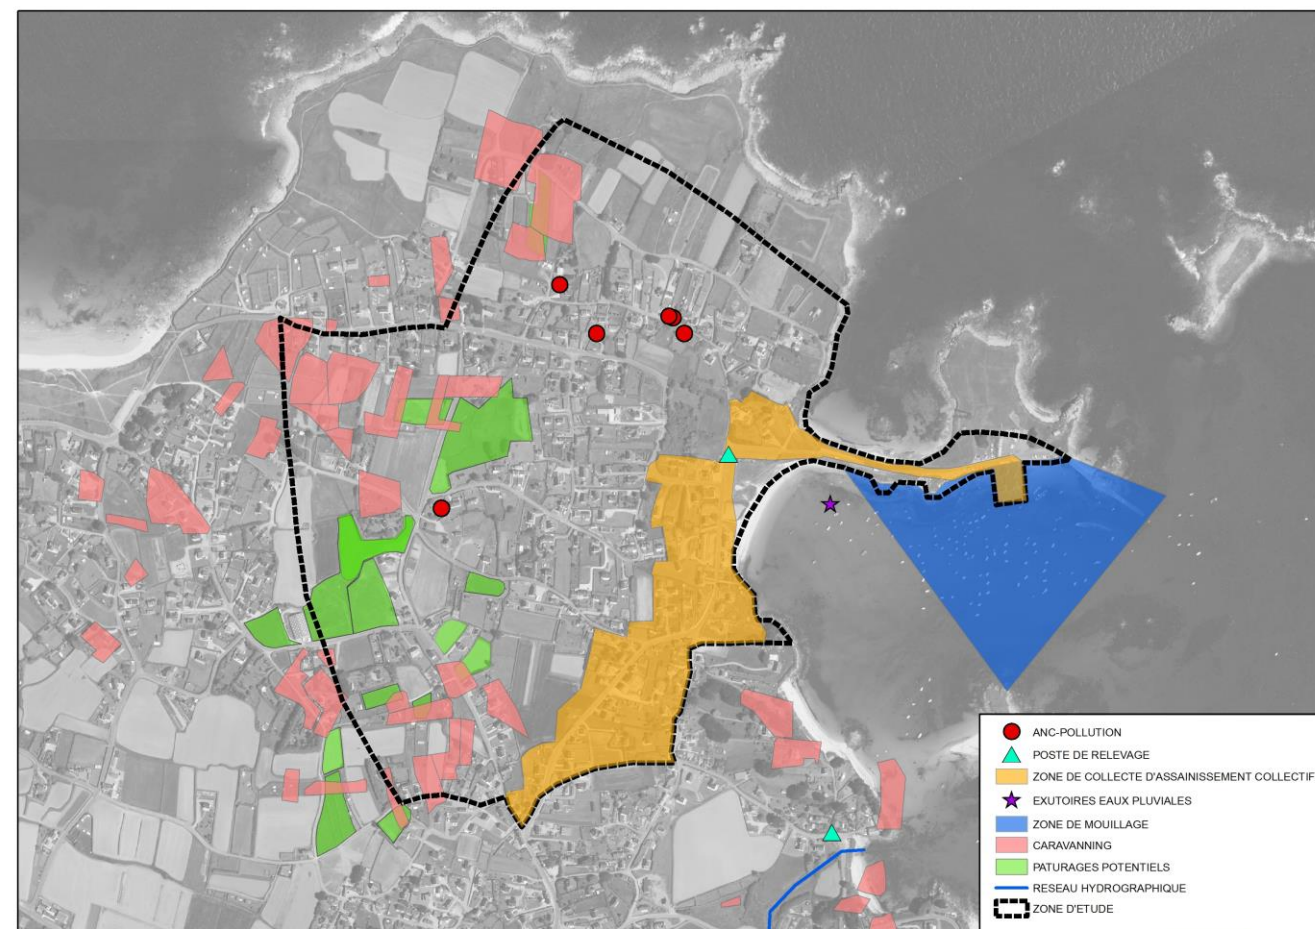 ANC-POLLUTION
POSTE DE RELEVAGE
ZONE DE COLLECTE D'ASSAINISSEMENT COLLECTIF
EXUTOIRES EAUX PLUVIALES
ZONE DE MOUILLAGE
CARAVANNING
PATURAGES POTENTIELS
RESEAU HYDROGRAPHIQUE
ZONE D'ETUDE